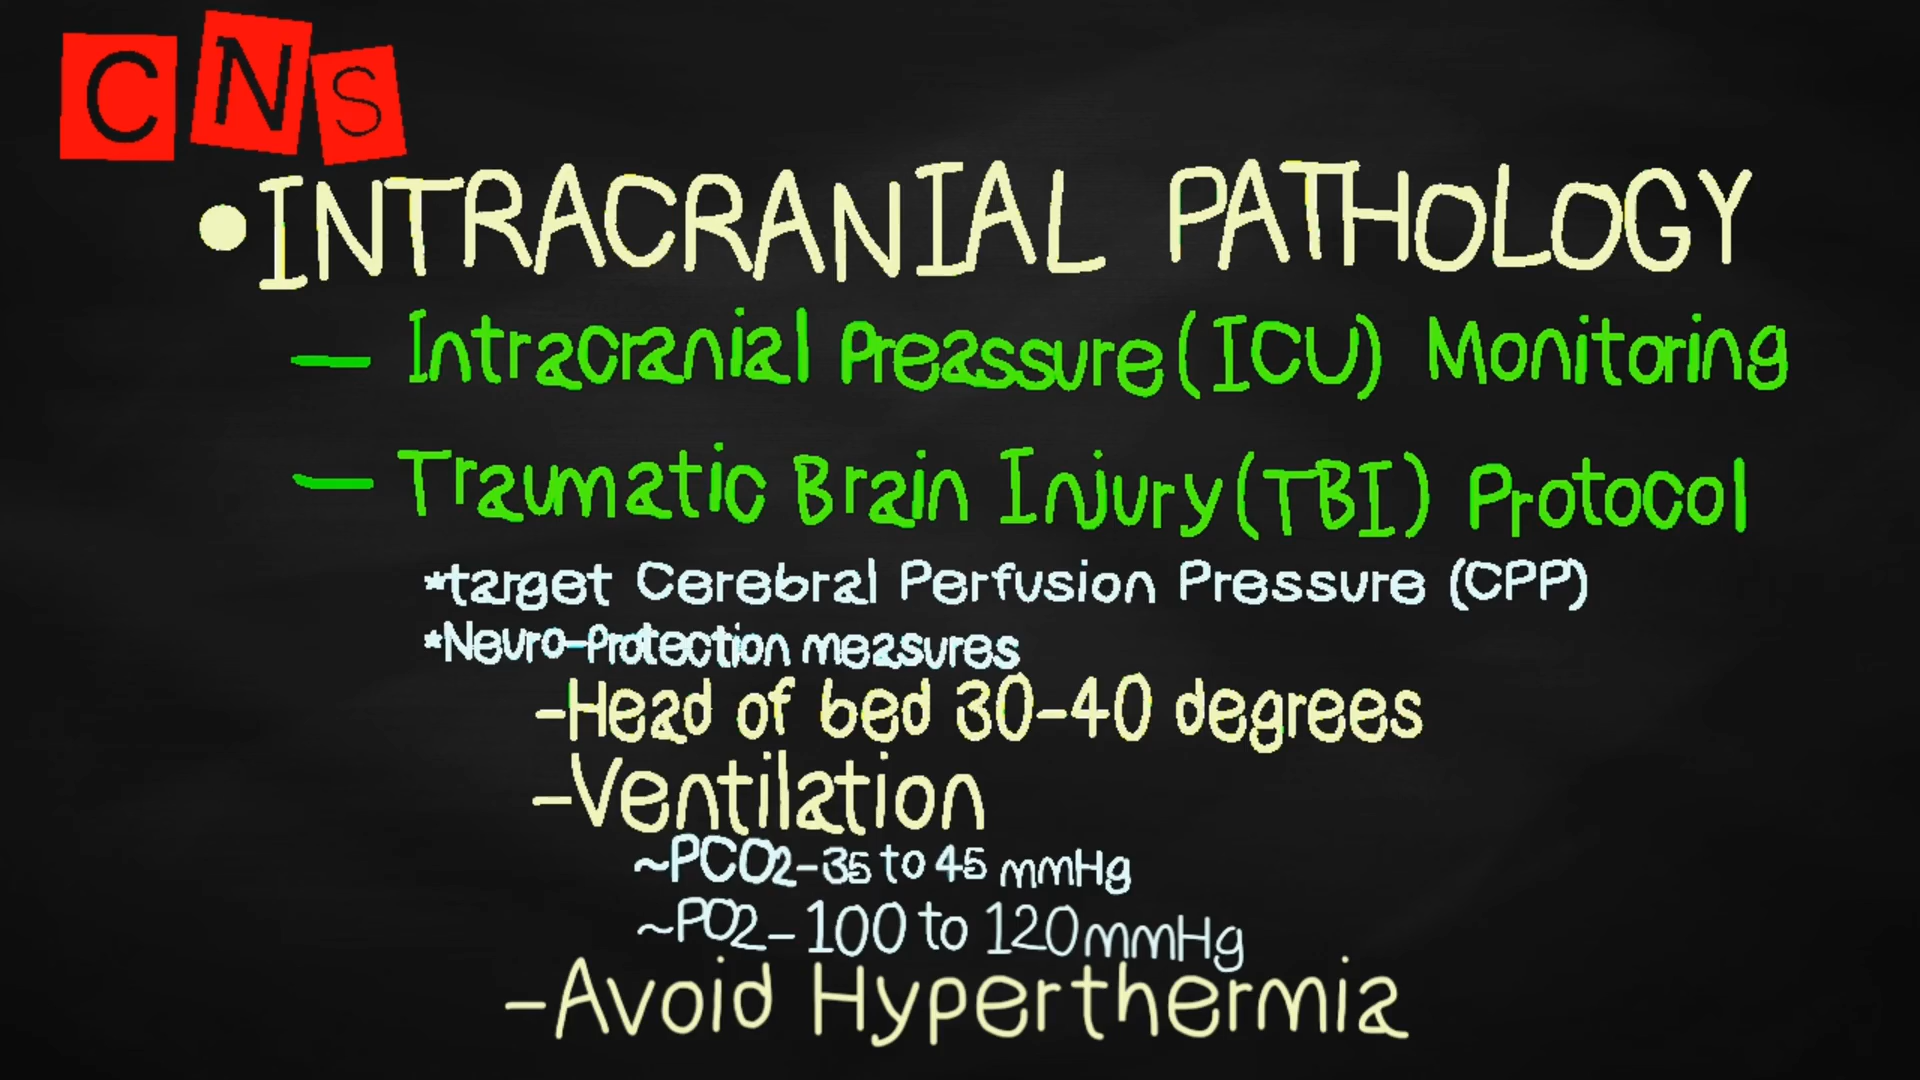 CNS
•INTRACRANIAL PATHOLOGY
— Intracranial Preassure(ICU) Monitoring
— Traumatic Brain Injury(TBI) Protocol
*target Cerebral Perfusion Pressure (CPP)
*Neuro-Protection measures
-Head of bed 30-40 degrees
-Ventilation
~PCO2-35 to 45 mmHg
~PO2-100 to 120mmHg
-Avoid Hyperthermia